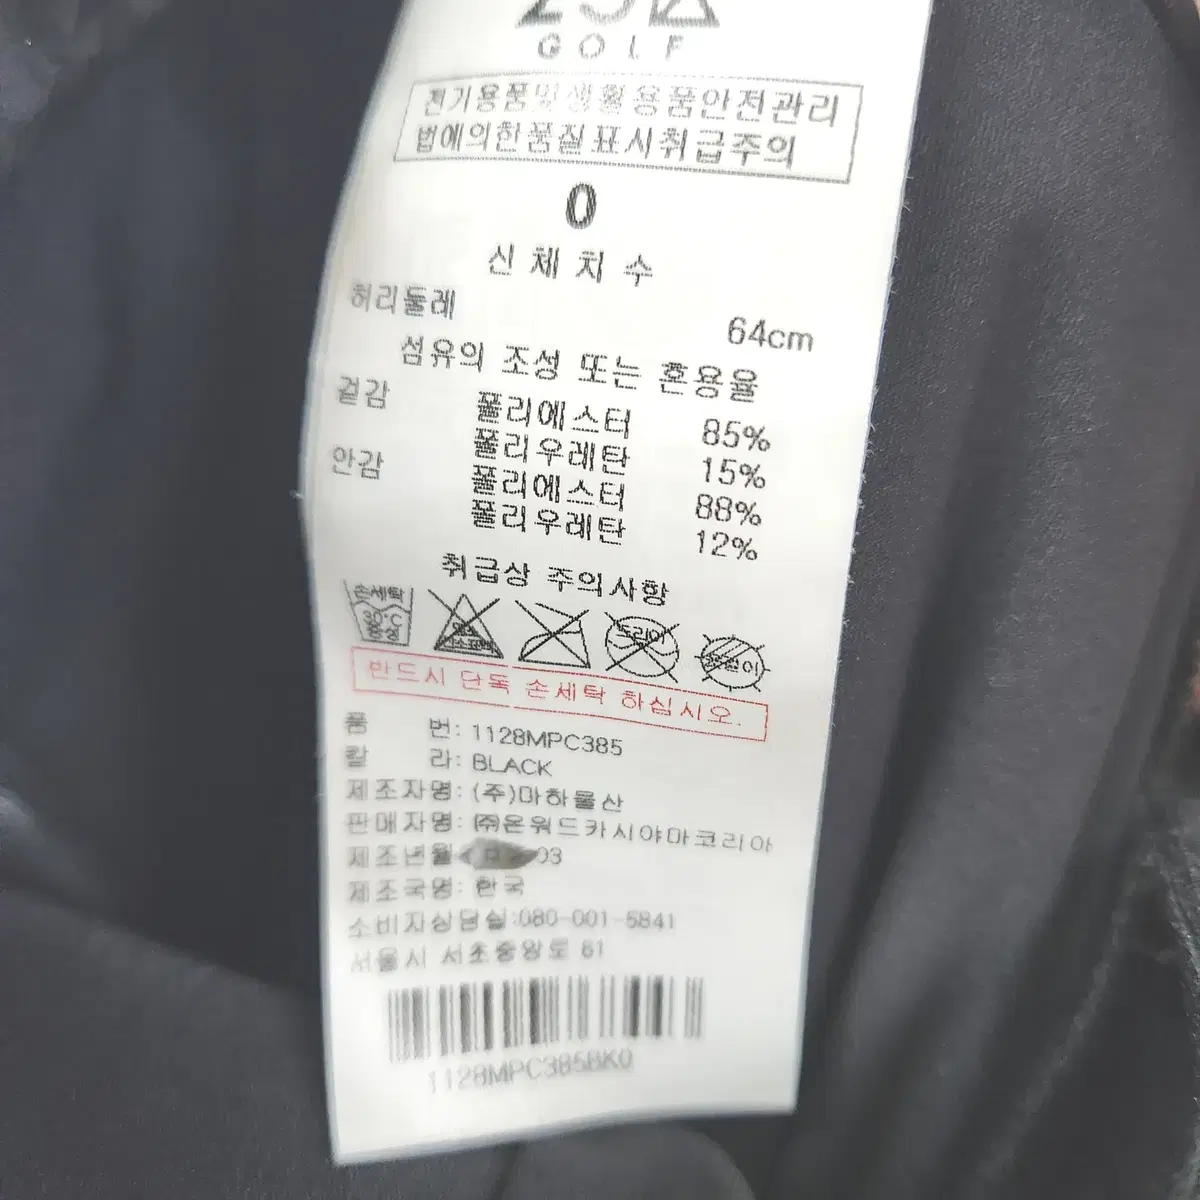 GOLF
전기용품및생활용품안전관리
법에의한품질표시취급주의
0
신체치수
허리둘레 64cm
섬유의 조성 또는 혼용율
겉감 폴리에스터 85%
폴리우레탄 15%
안감 폴리에스터 88%
폴리우레탄 12%
취급상 주의사항
손세탁
30℃
중성
드라이
반드시 단독 손세탁 하십시오.
품 번: 1128MPC385
칼 라: BLACK
제조자명: (주)마하물산
판매자명: ㈜온워드카시야마코리아
제조년월 03
제조국명: 한국
소비자상담실:080-001-5841
서울시 서초중앙로 61
1128MPC385BK0